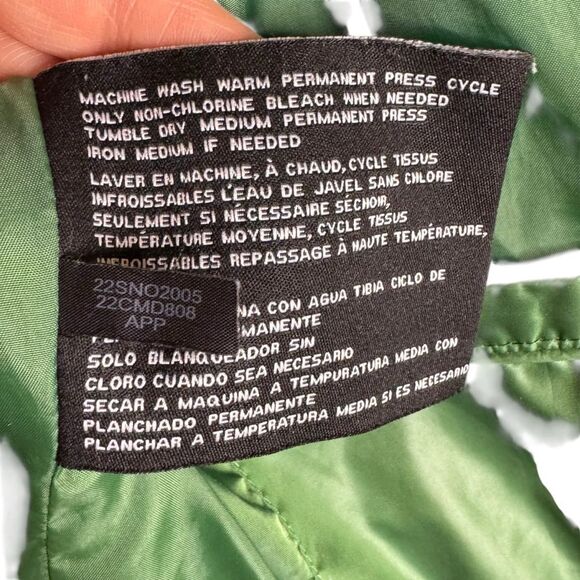 MACHINE WASH WARM PERMANENT PRESS CYCLE
ONLY NON-CHLORINE BLEACH WHEN NEEDED
TUMBLE DRY MEDIUM PERMANENT PRESS
IRON MEDIUM IF NEEDED
LAVER EN MACHINE, À CHAUD, CYCLE TISSUS
INFROISSABLES L'EAU DE JAVEL SANS CHLORE
SEULEMENT SI NÉCESSAIRE SÉCHOIR,
TEMPÉRATURE MOYENNE, CYCLE TISSUS
INFROISSABLES REPASSAGE À HAUTE TEMPÉRATURE,
22SNO2005
22CMD808
APP
NA CON AGUA TIBIA CICLO DE
MANENTE
SOLO BLANQUEADOR SIN
CLORO CUANDO SEA NECESARIO
SECAR A MAQUINA A TEMPURATURA MEDIA CON
PLANCHADO PERMANENTE
PLANCHAR A TEMPERATURA MEDIA SI ES NECESARIO